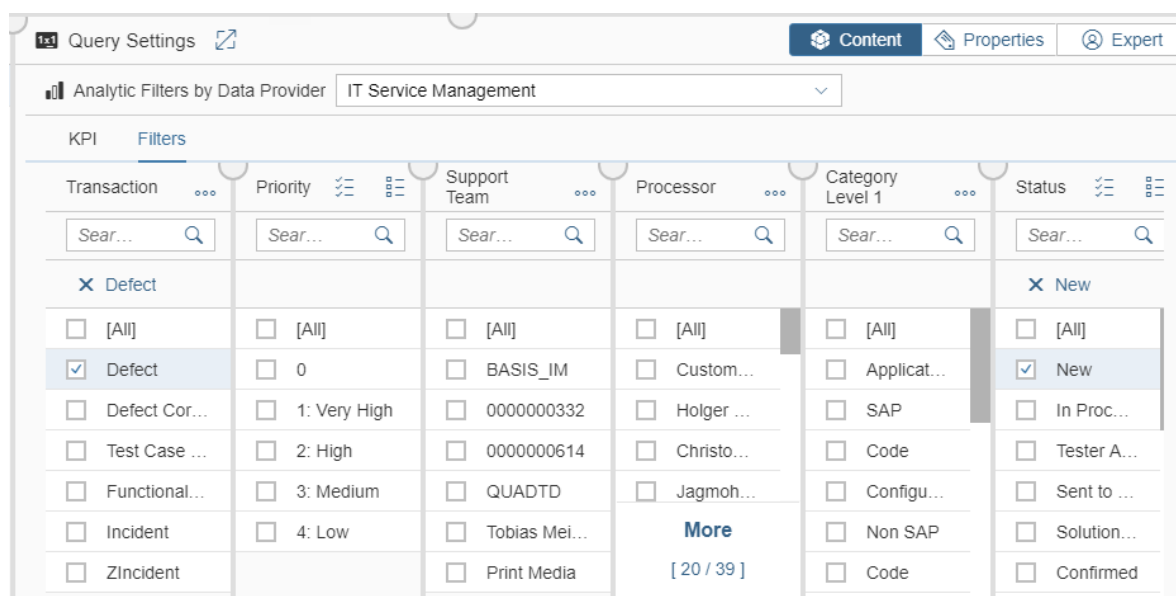 1x1 Query Settings Content Properties Expert
Analytic Filters by Data Provider IT Service Management
KPI Filters
Transaction Priority Support Team Processor Category Level 1 Status
Sear... Sear... Sear... Sear... Sear... Sear...
Defect New
[All] [All] [All] [All] [All] [All]
Defect 0 BASIS_IM Custom... Applicat... New
Defect Cor... 1: Very High 0000000332 Holger ... SAP In Proc...
Test Case ... 2: High 0000000614 Christo... Code Tester A...
Functional... 3: Medium QUADTD Jagmoh... Configu... Sent to ...
Incident 4: Low Tobias Mei... More Non SAP Solution...
ZIncident Print Media [ 20 / 39 ] Code Confirmed